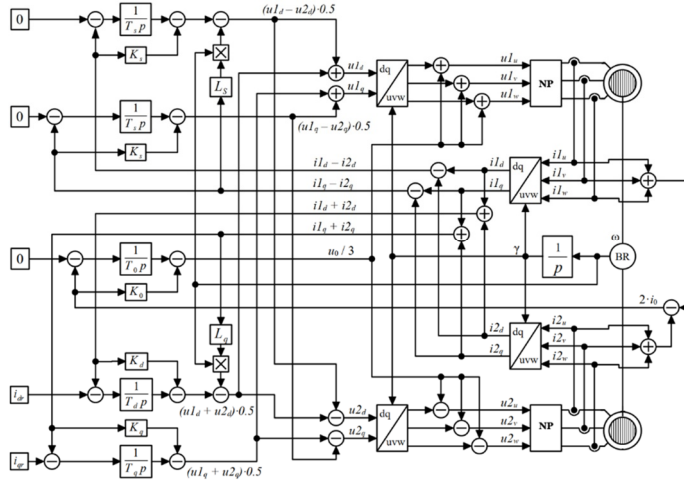 0
1
T_s p
K_s
L_S
(u1_d – u2_d)·0.5
0
1
T_s p
K_s
(u1_q – u2_q)·0.5
u1_d
u1_q
dq
uvw
u1_u
u1_v
u1_w
NP
i1_d – i2_d
i1_q – i2_q
i1_d + i2_d
i1_q + i2_q
i1_d
i1_q
dq
uvw
i1_u
i1_v
i1_w
0
1
T_0 p
K_0
u_0 / 3
γ
1
p
ω
BR
2·i_0
L_q
i2_d
i2_q
dq
uvw
i2_u
i2_v
i2_w
K_d
i_dr
1
T_d p
(u1_d + u2_d)·0.5
K_q
i_qr
1
T_q p
(u1_q + u2_q)·0.5
u2_d
u2_q
dq
uvw
u2_u
u2_v
u2_w
NP